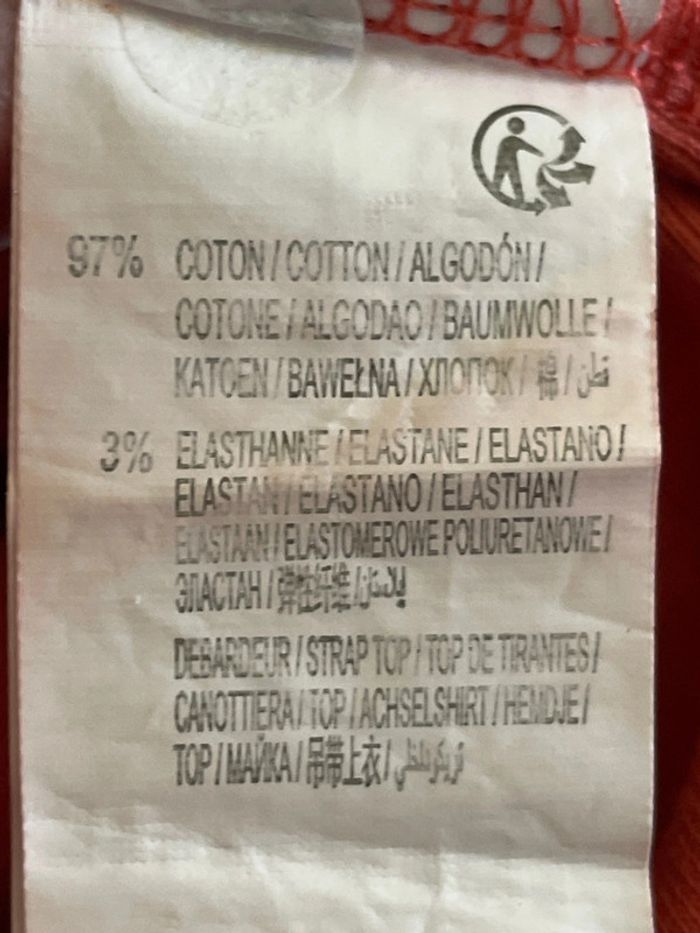 97% COTON / COTTON / ALGODÓN /
COTONE / ALGODAO / BAUMWOLLE /
KATOEN / BAWEŁNA / ХЛОПОК / 棉 / قطن
3% ELASTHANNE / ELASTANE / ELASTANO /
ELASTAN / ELASTANO / ELASTHAN /
ELASTAAN / ELASTOMEROWE POLIURETANOWE /
ЭЛАСТАН / 弹性纤维 /
DEBARDEUR / STRAP TOP / TOP DE TIRANTES /
CANOTTIERA / TOP / ACHSELSHIRT / HEMDJE /
TOP / МАЙКА / 吊带上衣 /